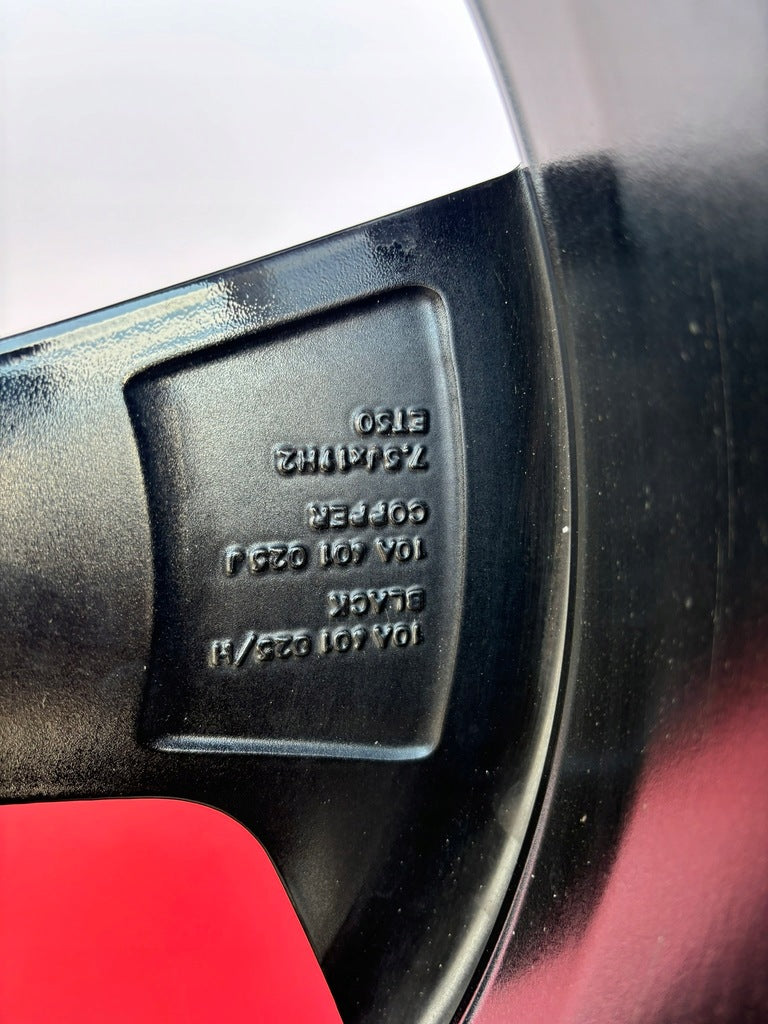 10A 601 025/H
BLACK
10A 601 025 J
COPPER
7,5Jx19H2
ET50